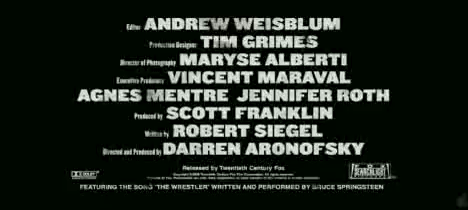 Editor ANDREW WEISBLUM
Production Designer TIM GRIMES
Director of Photography MARYSE ALBERTI
Executive Producers VINCENT MARAVAL
AGNES MENTRE JENNIFER ROTH
Produced by SCOTT FRANKLIN
Written by ROBERT SIEGEL
Directed and Produced by DARREN ARONOFSKY
Released by Twentieth Century Fox
DOLBY
SEARCHLIGHT
FEATURING THE SONG "THE WRESTLER" WRITTEN AND PERFORMED BY BRUCE SPRINGSTEEN